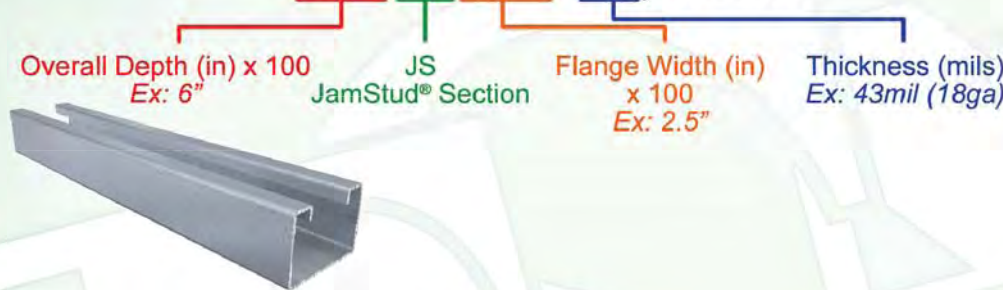 Overall Depth (in) x 100
Ex: 6"
JS
JamStud® Section
Flange Width (in)
x 100
Ex: 2.5"
Thickness (mils)
Ex: 43mil (18ga)